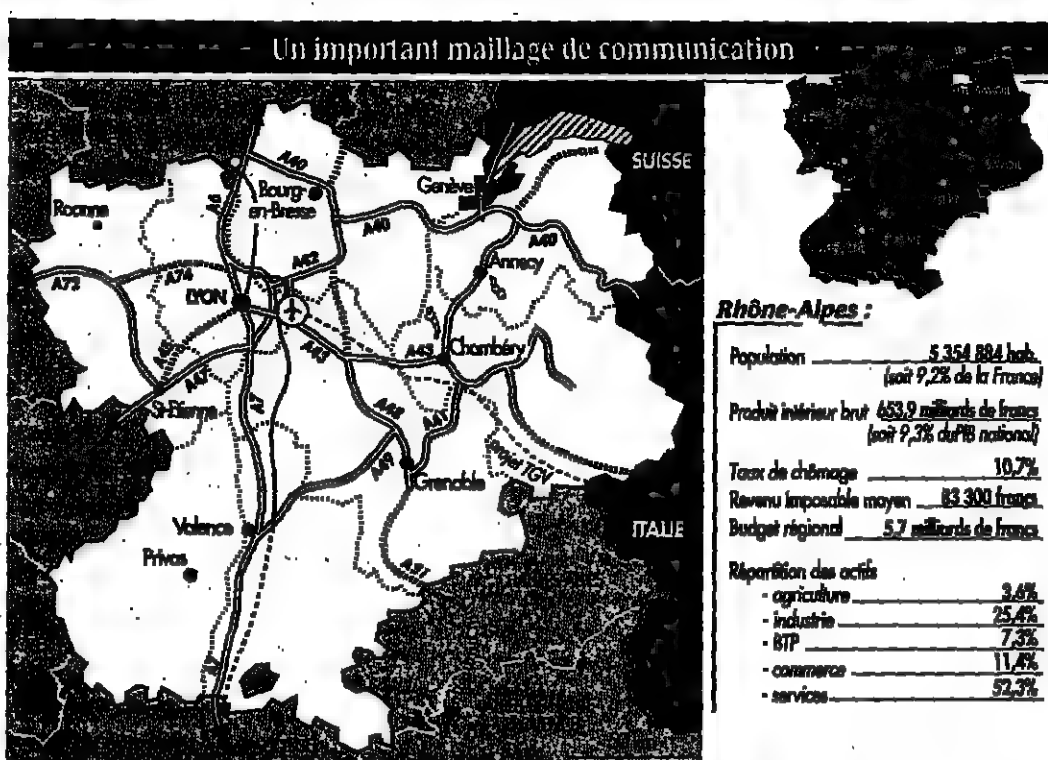 Un important maillage de communication
SUISSE
A40
Bourg-
en-Bresse
Genève
Roanne
A6
A40
A40
A42
Annecy
A72
A74
LYON
A43
A43
Chambéry
A47
St-Etienne
A7
A48
A41
A49
projet TGV
Grenoble
Valence
ITALIE
Privas
A51
A7
Rhône-Alpes :
Population 5 354 884 hab.
(soit 9,2% de la France)
Produit intérieur brut 653,9 milliards de francs
(soit 9,3% du PIB national)
Taux de chômage 10,7%
Revenu imposable moyen 83 300 francs
Budget régional 5,7 milliards de francs
Répartition des actifs
- agriculture 3,6%
- industrie 25,4%
- BTP 7,3%
- commerce 11,4%
- services 52,3%